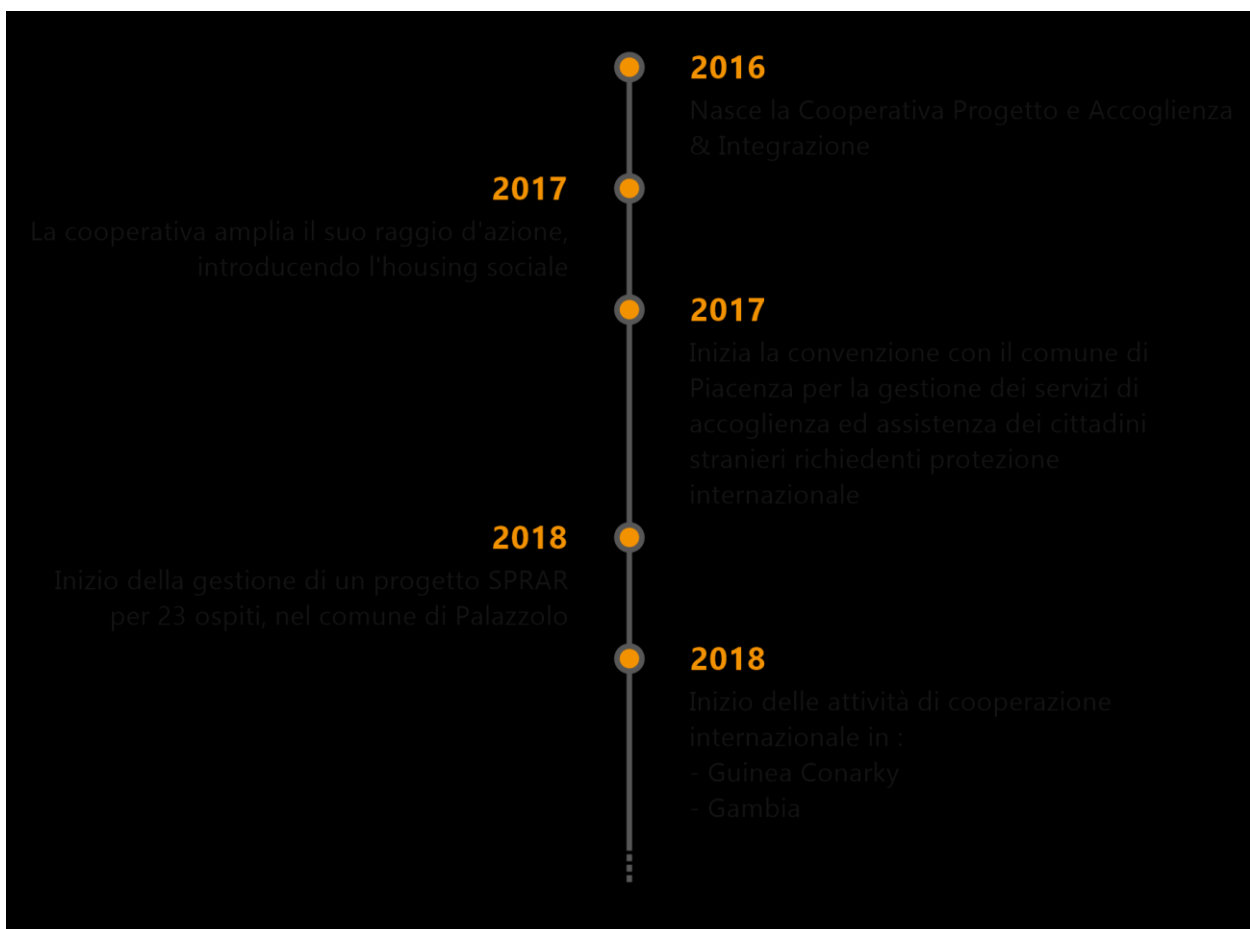 2016
Nasce la Cooperativa Progetto e Accoglienza
& Integrazione
2017
La cooperativa amplia il suo raggio d'azione,
introducendo l'housing sociale
2017
Inizia la convenzione con il comune di
Piacenza per la gestione dei servizi di
accoglienza ed assistenza dei cittadini
stranieri richiedenti protezione
internazionale
2018
Inizio della gestione di un progetto SPRAR
per 23 ospiti, nel comune di Palazzolo
2018
Inizio delle attività di cooperazione
internazionale in :
- Guinea Conarky
- Gambia